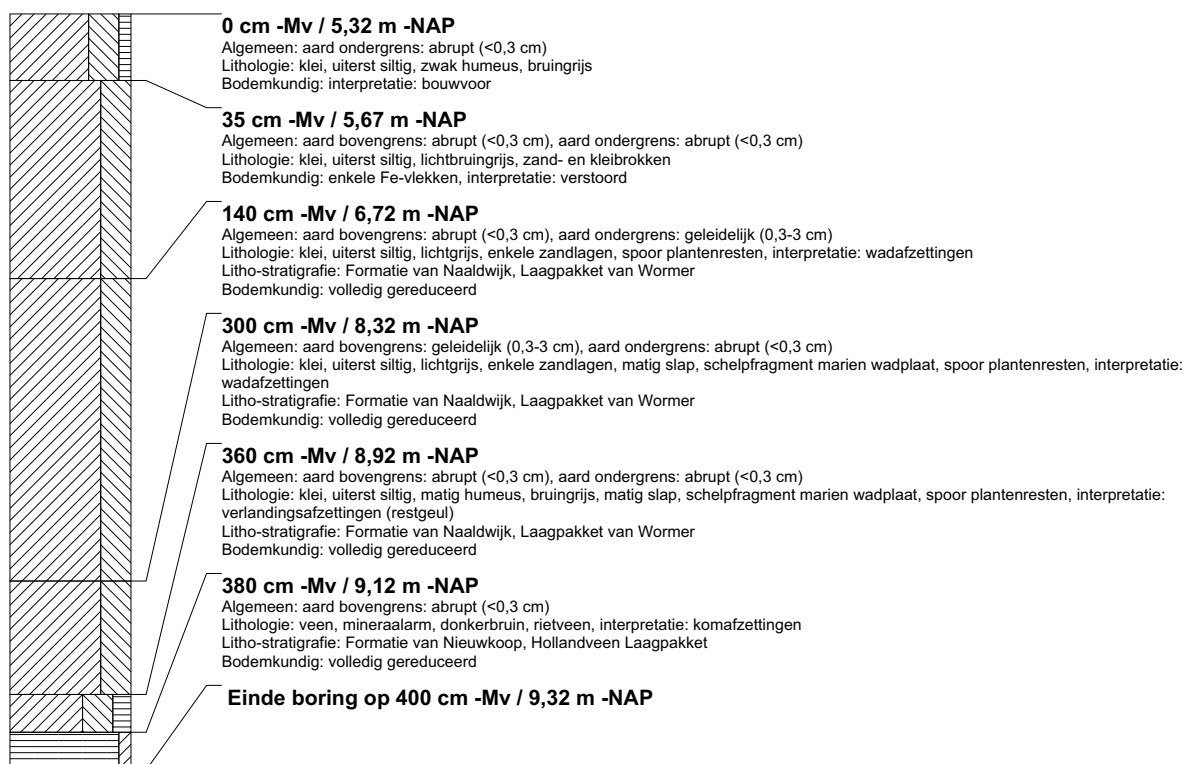 0 cm -Mv / 5,32 m -NAP
Algemeen: aard ondergrens: abrupt (<0,3 cm)
Lithologie: klei, uiterst siltig, zwak humeus, bruingrijs
Bodemkundig: interpretatie: bouwvoor
35 cm -Mv / 5,67 m -NAP
Algemeen: aard bovengrens: abrupt (<0,3 cm), aard ondergrens: abrupt (<0,3 cm)
Lithologie: klei, uiterst siltig, lichtbruingrijs, zand- en kleibrokken
Bodemkundig: enkele Fe-vlekken, interpretatie: verstoord
140 cm -Mv / 6,72 m -NAP
Algemeen: aard bovengrens: abrupt (<0,3 cm), aard ondergrens: geleidelijk (0,3-3 cm)
Lithologie: klei, uiterst siltig, lichtgrijs, enkele zandlagen, spoor plantenresten, interpretatie: wadafzettingen
Litho-stratigrafie: Formatie van Naaldwijk, Laagpakket van Wormer
Bodemkundig: volledig gereduceerd
300 cm -Mv / 8,32 m -NAP
Algemeen: aard bovengrens: geleidelijk (0,3-3 cm), aard ondergrens: abrupt (<0,3 cm)
Lithologie: klei, uiterst siltig, lichtgrijs, enkele zandlagen, matig slap, schelpfragment marien wadplaat, spoor plantenresten, interpretatie:
wadafzettingen
Litho-stratigrafie: Formatie van Naaldwijk, Laagpakket van Wormer
Bodemkundig: volledig gereduceerd
360 cm -Mv / 8,92 m -NAP
Algemeen: aard bovengrens: abrupt (<0,3 cm), aard ondergrens: abrupt (<0,3 cm)
Lithologie: klei, uiterst siltig, matig humeus, bruingrijs, matig slap, schelpfragment marien wadplaat, spoor plantenresten, interpretatie:
verlandingsafzettingen (restgeul)
Litho-stratigrafie: Formatie van Naaldwijk, Laagpakket van Wormer
Bodemkundig: volledig gereduceerd
380 cm -Mv / 9,12 m -NAP
Algemeen: aard bovengrens: abrupt (<0,3 cm)
Lithologie: veen, mineraalarm, donkerbruin, rietveen, interpretatie: komafzettingen
Litho-stratigrafie: Formatie van Nieuwkoop, Hollandveen Laagpakket
Bodemkundig: volledig gereduceerd
Einde boring op 400 cm -Mv / 9,32 m -NAP